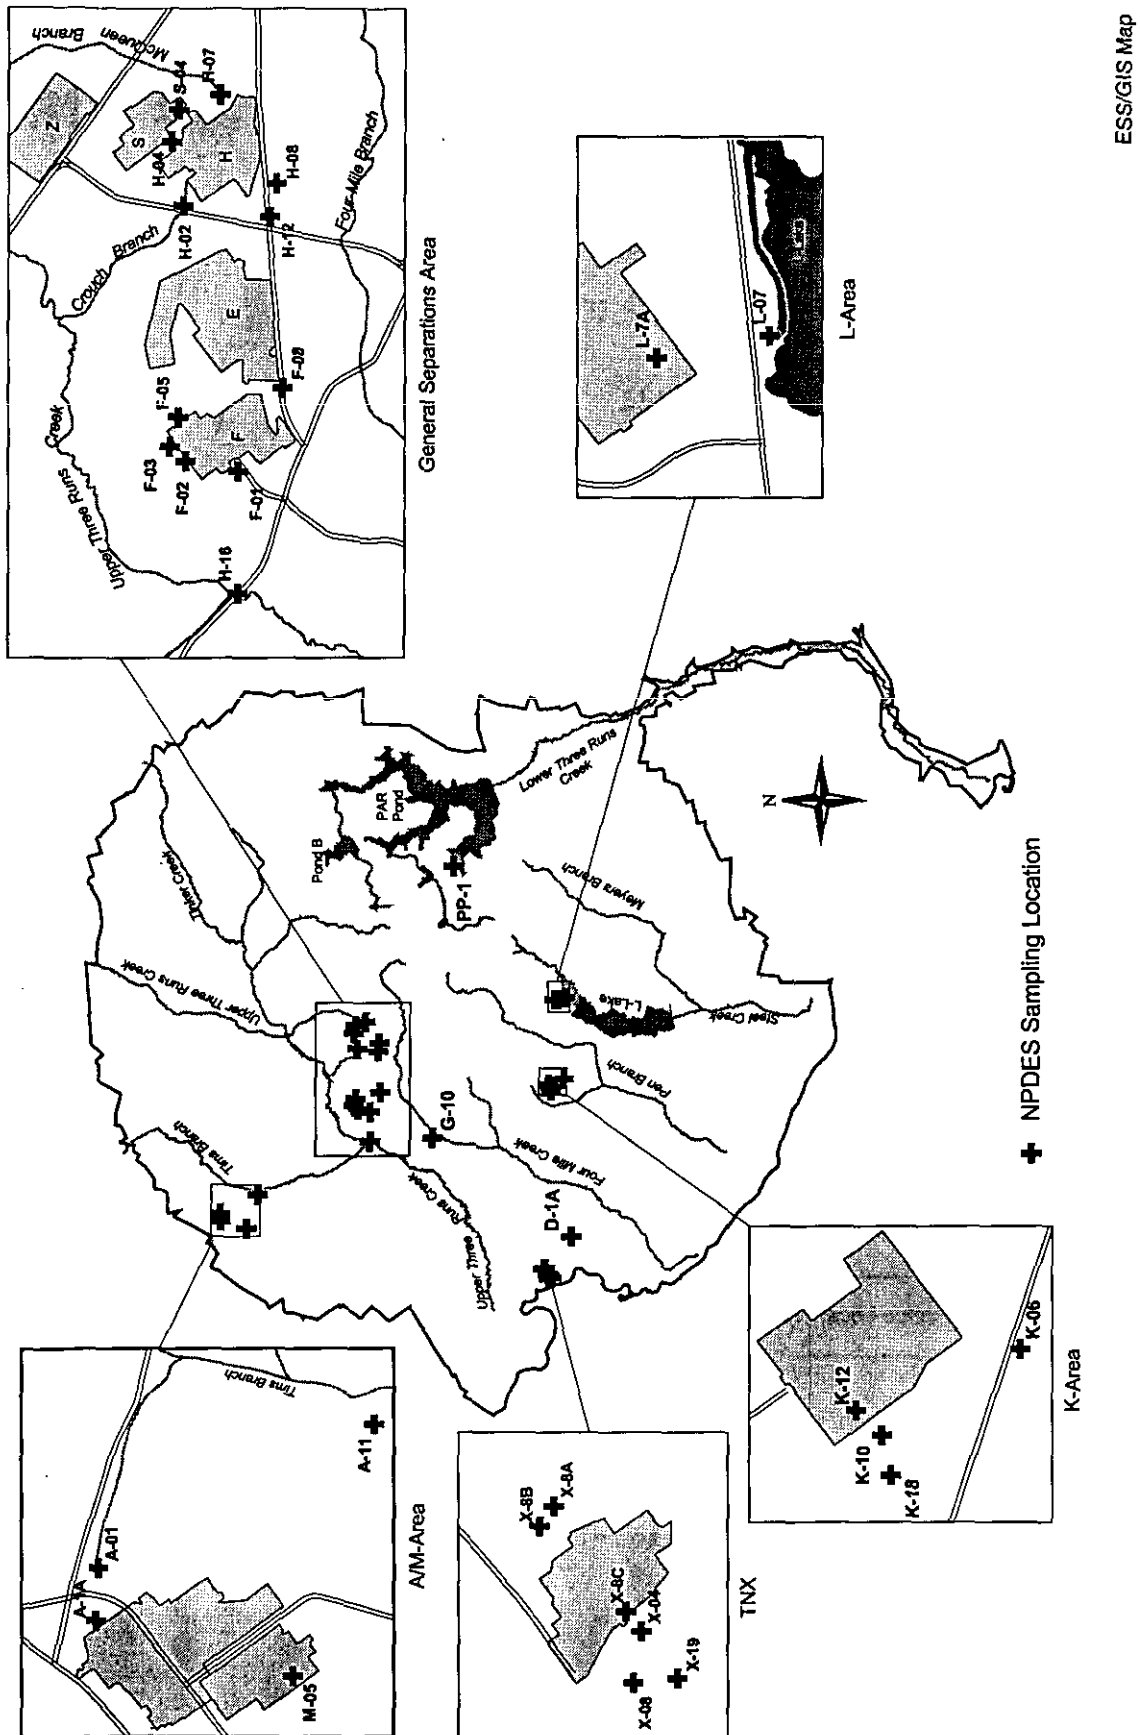 ESS/GIS Map
McQueen
Branch
Z
S
S-04
H-07
H-04
H
H-08
H-02
H-12
Four Mile Branch
Crouch Branch
E
F-08
F-05
F-03
F-02
F
F-01
Upper Three Runs
Creek
H-16
General Separations Area
L-7A
L-07
L-Area
Tinker Creek
Upper Three Runs Creek
Tims Branch
Pond B
PAR
Pond
PP-1
Lower Three Runs
Creek
Meyers Branch
L-Lake
Steel Creek
Pen Branch
Four Mile Creek
G-10
Upper Three
Runs Creek
D-1A
N
NPDES Sampling Location
Tims Branch
A-11
A-01
M-05
A/M-Area
X-8B
X-8A
X-8C
X-04
X-19
X-08
TNX
K-12
K-10
K-18
K-06
K-Area